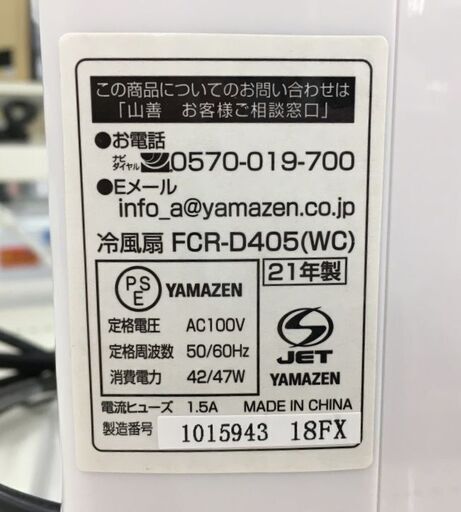 この商品についてのお問い合わせは
「山善 お客様ご相談窓口」
●お電話
ナビダイヤル 0570-019-700
●Eメール
info_a@yamazen.co.jp
冷風扇 FCR-D405(WC)
21年製
PSE YAMAZEN
定格電圧 AC100V
定格周波数 50/60Hz
消費電力 42/47W
JET
YAMAZEN
電流ヒューズ 1.5A MADE IN CHINA
製造番号 1015943 18FX